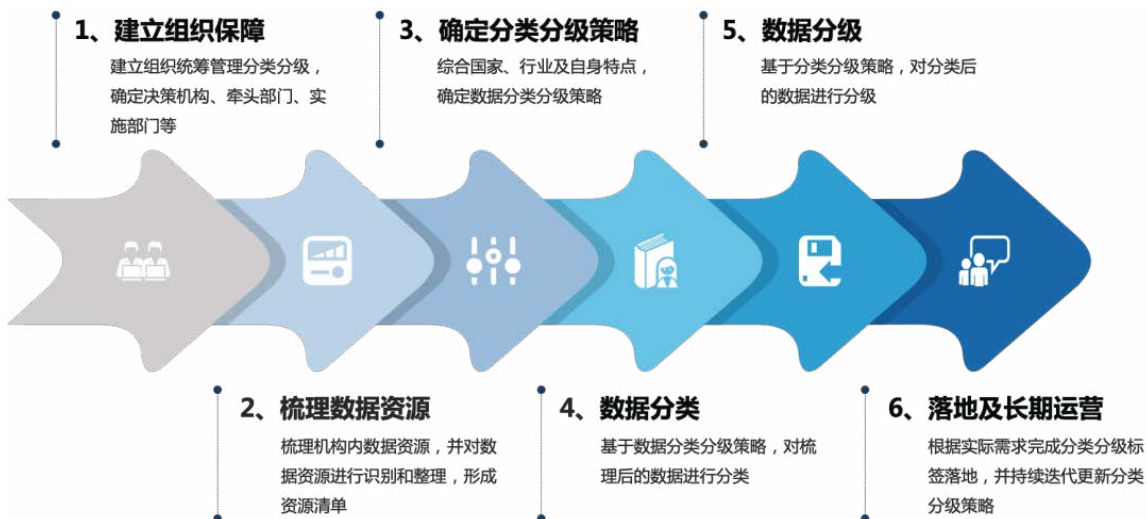 1、建立组织保障
建立组织统筹管理分类分级，
确定决策机构、牵头部门、实
施部门等
2、梳理数据资源
梳理机构内数据资源，并对数
据资源进行识别和整理，形成
资源清单
3、确定分类分级策略
综合国家、行业及自身特点，
确定数据分类分级策略
4、数据分类
基于数据分类分级策略，对梳
理后的数据进行分类
5、数据分级
基于分类分级策略，对分类后
的数据进行分级
6、落地及长期运营
根据实际需求完成分类分级标
签落地，并持续迭代更新分类
分级策略